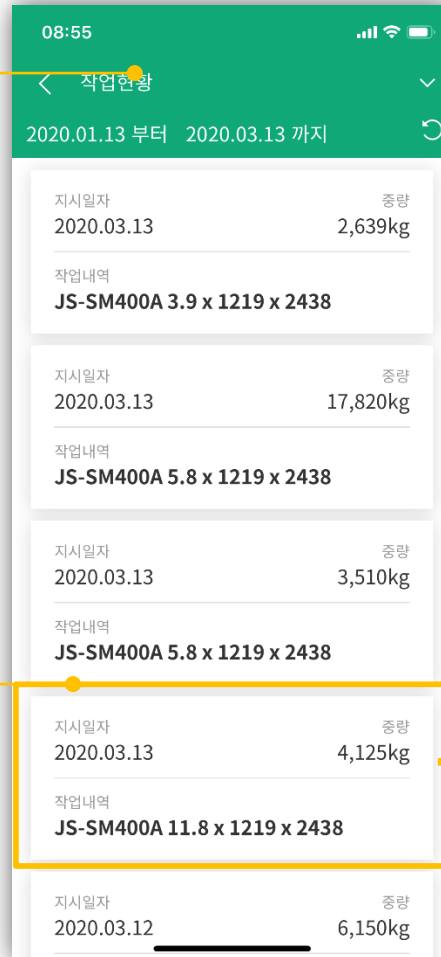 08:55
작업현황
2020.01.13 부터 2020.03.13 까지
지시일자 중량
2020.03.13 2,639kg
작업내역
JS-SM400A 3.9 x 1219 x 2438
지시일자 중량
2020.03.13 17,820kg
작업내역
JS-SM400A 5.8 x 1219 x 2438
지시일자 중량
2020.03.13 3,510kg
작업내역
JS-SM400A 5.8 x 1219 x 2438
지시일자 중량
2020.03.13 4,125kg
작업내역
JS-SM400A 11.8 x 1219 x 2438
지시일자 중량
2020.03.12 6,150kg